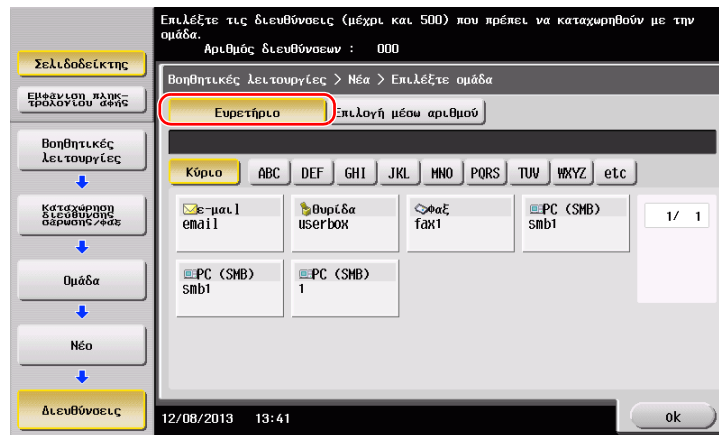 Επιλέξτε τις διευθύνσεις (μέχρι και 500) που πρέπει να καταχωρηθούν με την
ομάδα.
Αριθμός διευθύνσεων : 000
Σελιδοδείκτης
Εμφάνιση πληκ-
τρολογίου αφής
Βοηθητικές
λειτουργίες
Καταχώρηση
διεύθυνσης
σάρωσης/φαξ
Ομάδα
Νέο
Διευθύνσεις
Βοηθητικές λειτουργίες > Νέα > Επιλέξτε ομάδα
Ευρετήριο
Επιλογή μέσω αριθμού
Κύριο ABC DEF GHI JKL MNO PQRS TUV WXYZ etc
ε-μαιl
email
θυρίδα
userbox
Φαξ
fax1
PC (SMB)
smb1
1/ 1
PC (SMB)
smb1
PC (SMB)
1
12/08/2013 13:41
ok